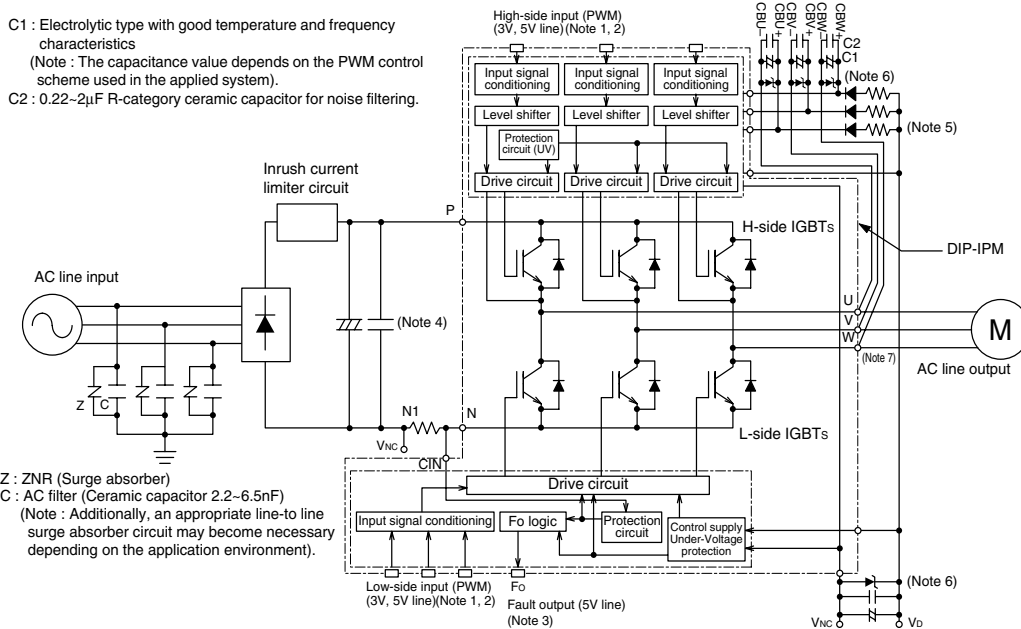 C1 : Electrolytic type with good temperature and frequency
characteristics
(Note : The capacitance value depends on the PWM control
scheme used in the applied system).
C2 : 0.22~2μF R-category ceramic capacitor for noise filtering.
High-side input (PWM)
(3V, 5V line)(Note 1, 2)
CBU–
CBU+
CBV–
CBV+
CBW–
CBW+
C2
C1
(Note 6)
(Note 5)
Input signal
conditioning
Input signal
conditioning
Input signal
conditioning
Level shifter
Level shifter
Level shifter
Protection
circuit (UV)
Drive circuit
Drive circuit
Drive circuit
Inrush current
limiter circuit
P
H-side IGBTs
DIP-IPM
AC line input
(Note 4)
U
V
W
(Note 7)
M
AC line output
Z
C
N1
N
VNC
CIN
L-side IGBTs
Z : ZNR (Surge absorber)
C : AC filter (Ceramic capacitor 2.2~6.5nF)
(Note : Additionally, an appropriate line-to line
surge absorber circuit may become necessary
depending on the application environment).
Drive circuit
Input signal conditioning
Fo logic
Protection
circuit
Control supply
Under-Voltage
protection
Low-side input (PWM)
(3V, 5V line)(Note 1, 2)
FO
Fault output (5V line)
(Note 3)
(Note 6)
VNC
VD